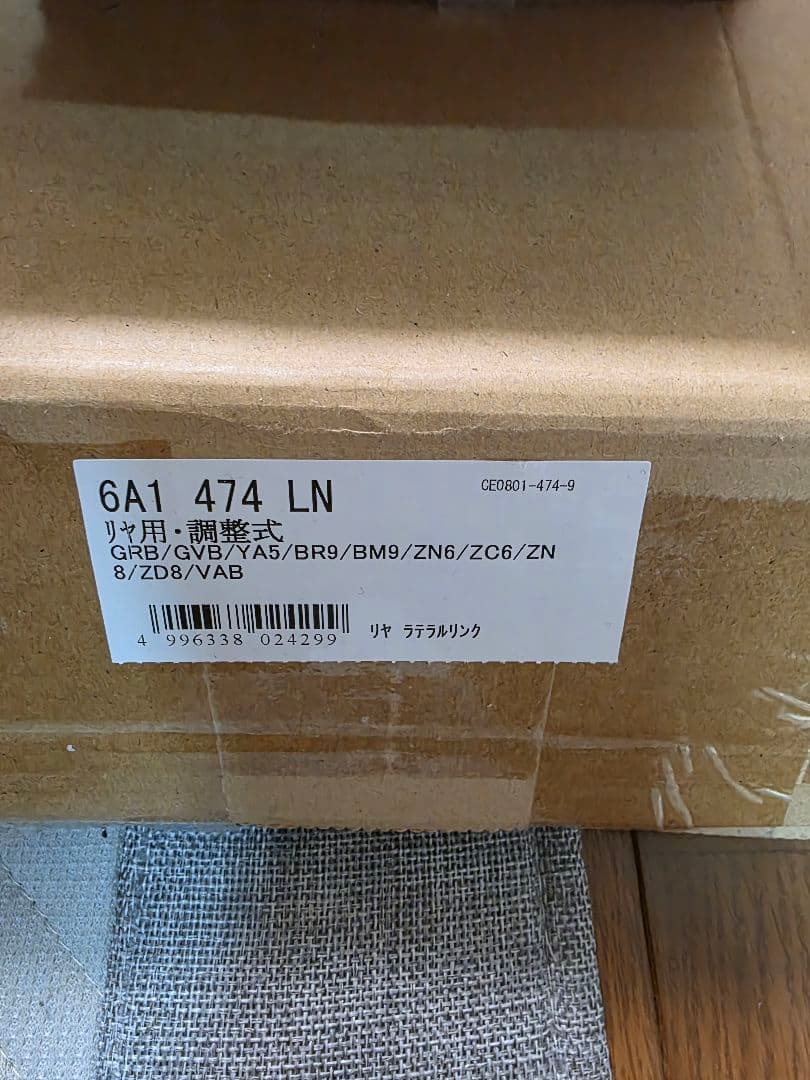 6A1 474 LN
CE0801-474-9
ﾘﾔ用・調整式
GRB/GVB/YA5/BR9/BM9/ZN6/ZC6/ZN
8/ZD8/VAB
4 996338 024299
ﾘﾔ ﾗﾃﾗﾙﾘﾝｸ